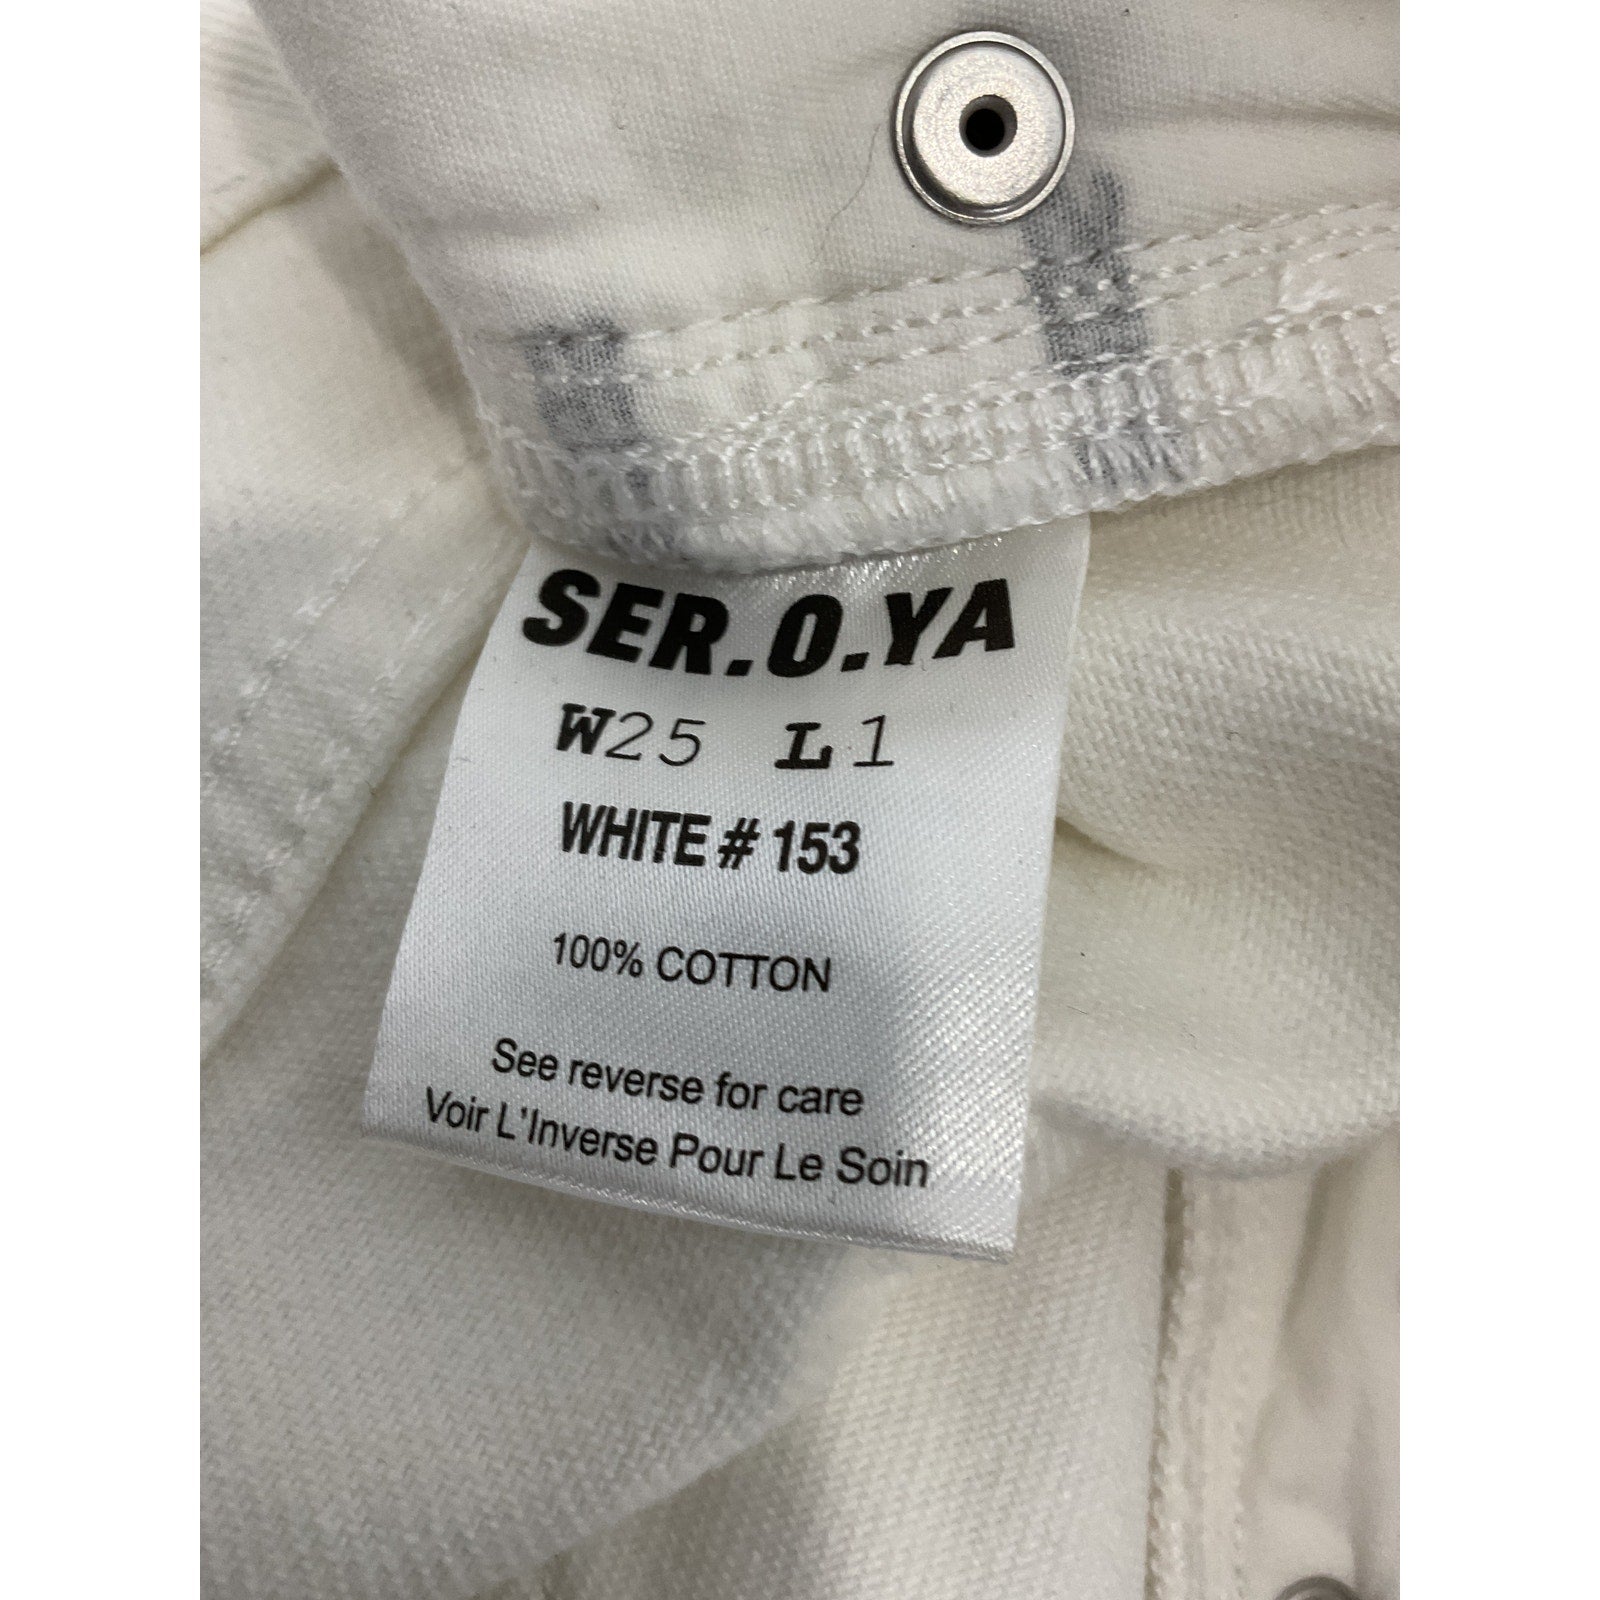 SER.O.YA
W25 L1
WHITE # 153
100% COTTON
See reverse for care
Voir L'Inverse Pour Le Soin